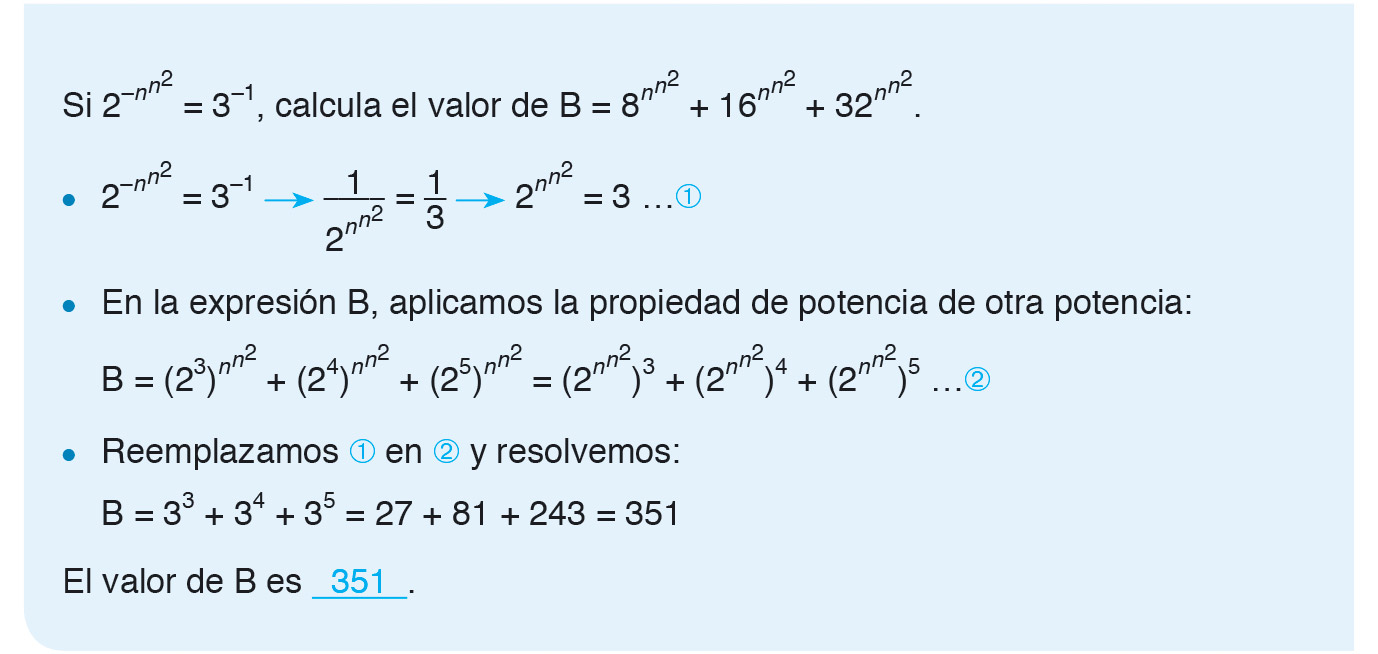 Si 2^{-n^{n^2}} = 3^{–1}, calcula el valor de B = 8^{n^{n^2}} + 16^{n^{n^2}} + 32^{n^{n^2}}.
• 2^{-n^{n^2}} = 3^{–1} → \frac{1}{2^{n^{n^2}}} = \frac{1}{3} → 2^{n^{n^2}} = 3 …①
• En la expresión B, aplicamos la propiedad de potencia de otra potencia:
B = (2^3)^{n^{n^2}} + (2^4)^{n^{n^2}} + (2^5)^{n^{n^2}} = (2^{n^{n^2}})^3 + (2^{n^{n^2}})^4 + (2^{n^{n^2}})^5 …②
• Reemplazamos ① en ② y resolvemos:
B = 3^3 + 3^4 + 3^5 = 27 + 81 + 243 = 351
El valor de B es 351.